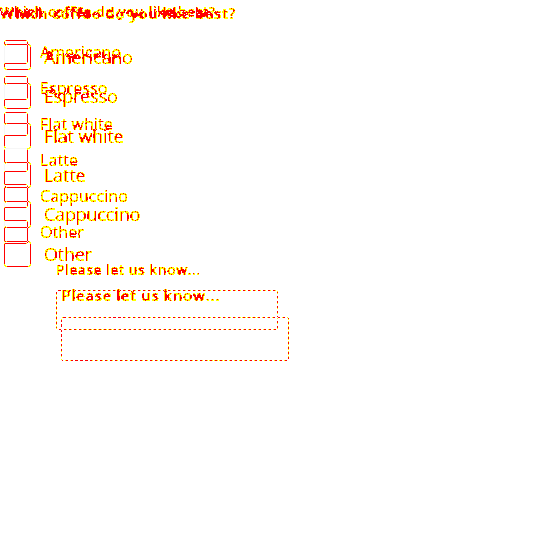 Which coffee do you like best?
Which coffee do you like best?
Americano
Americano
Espresso
Espresso
Flat white
Flat white
Latte
Latte
Cappuccino
Cappuccino
Other
Other
Please let us know...
Please let us know...